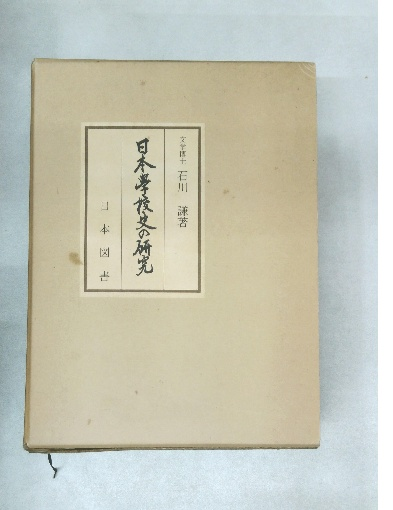 文学博士 石川 謙著
日本學校史の研究
日本図書